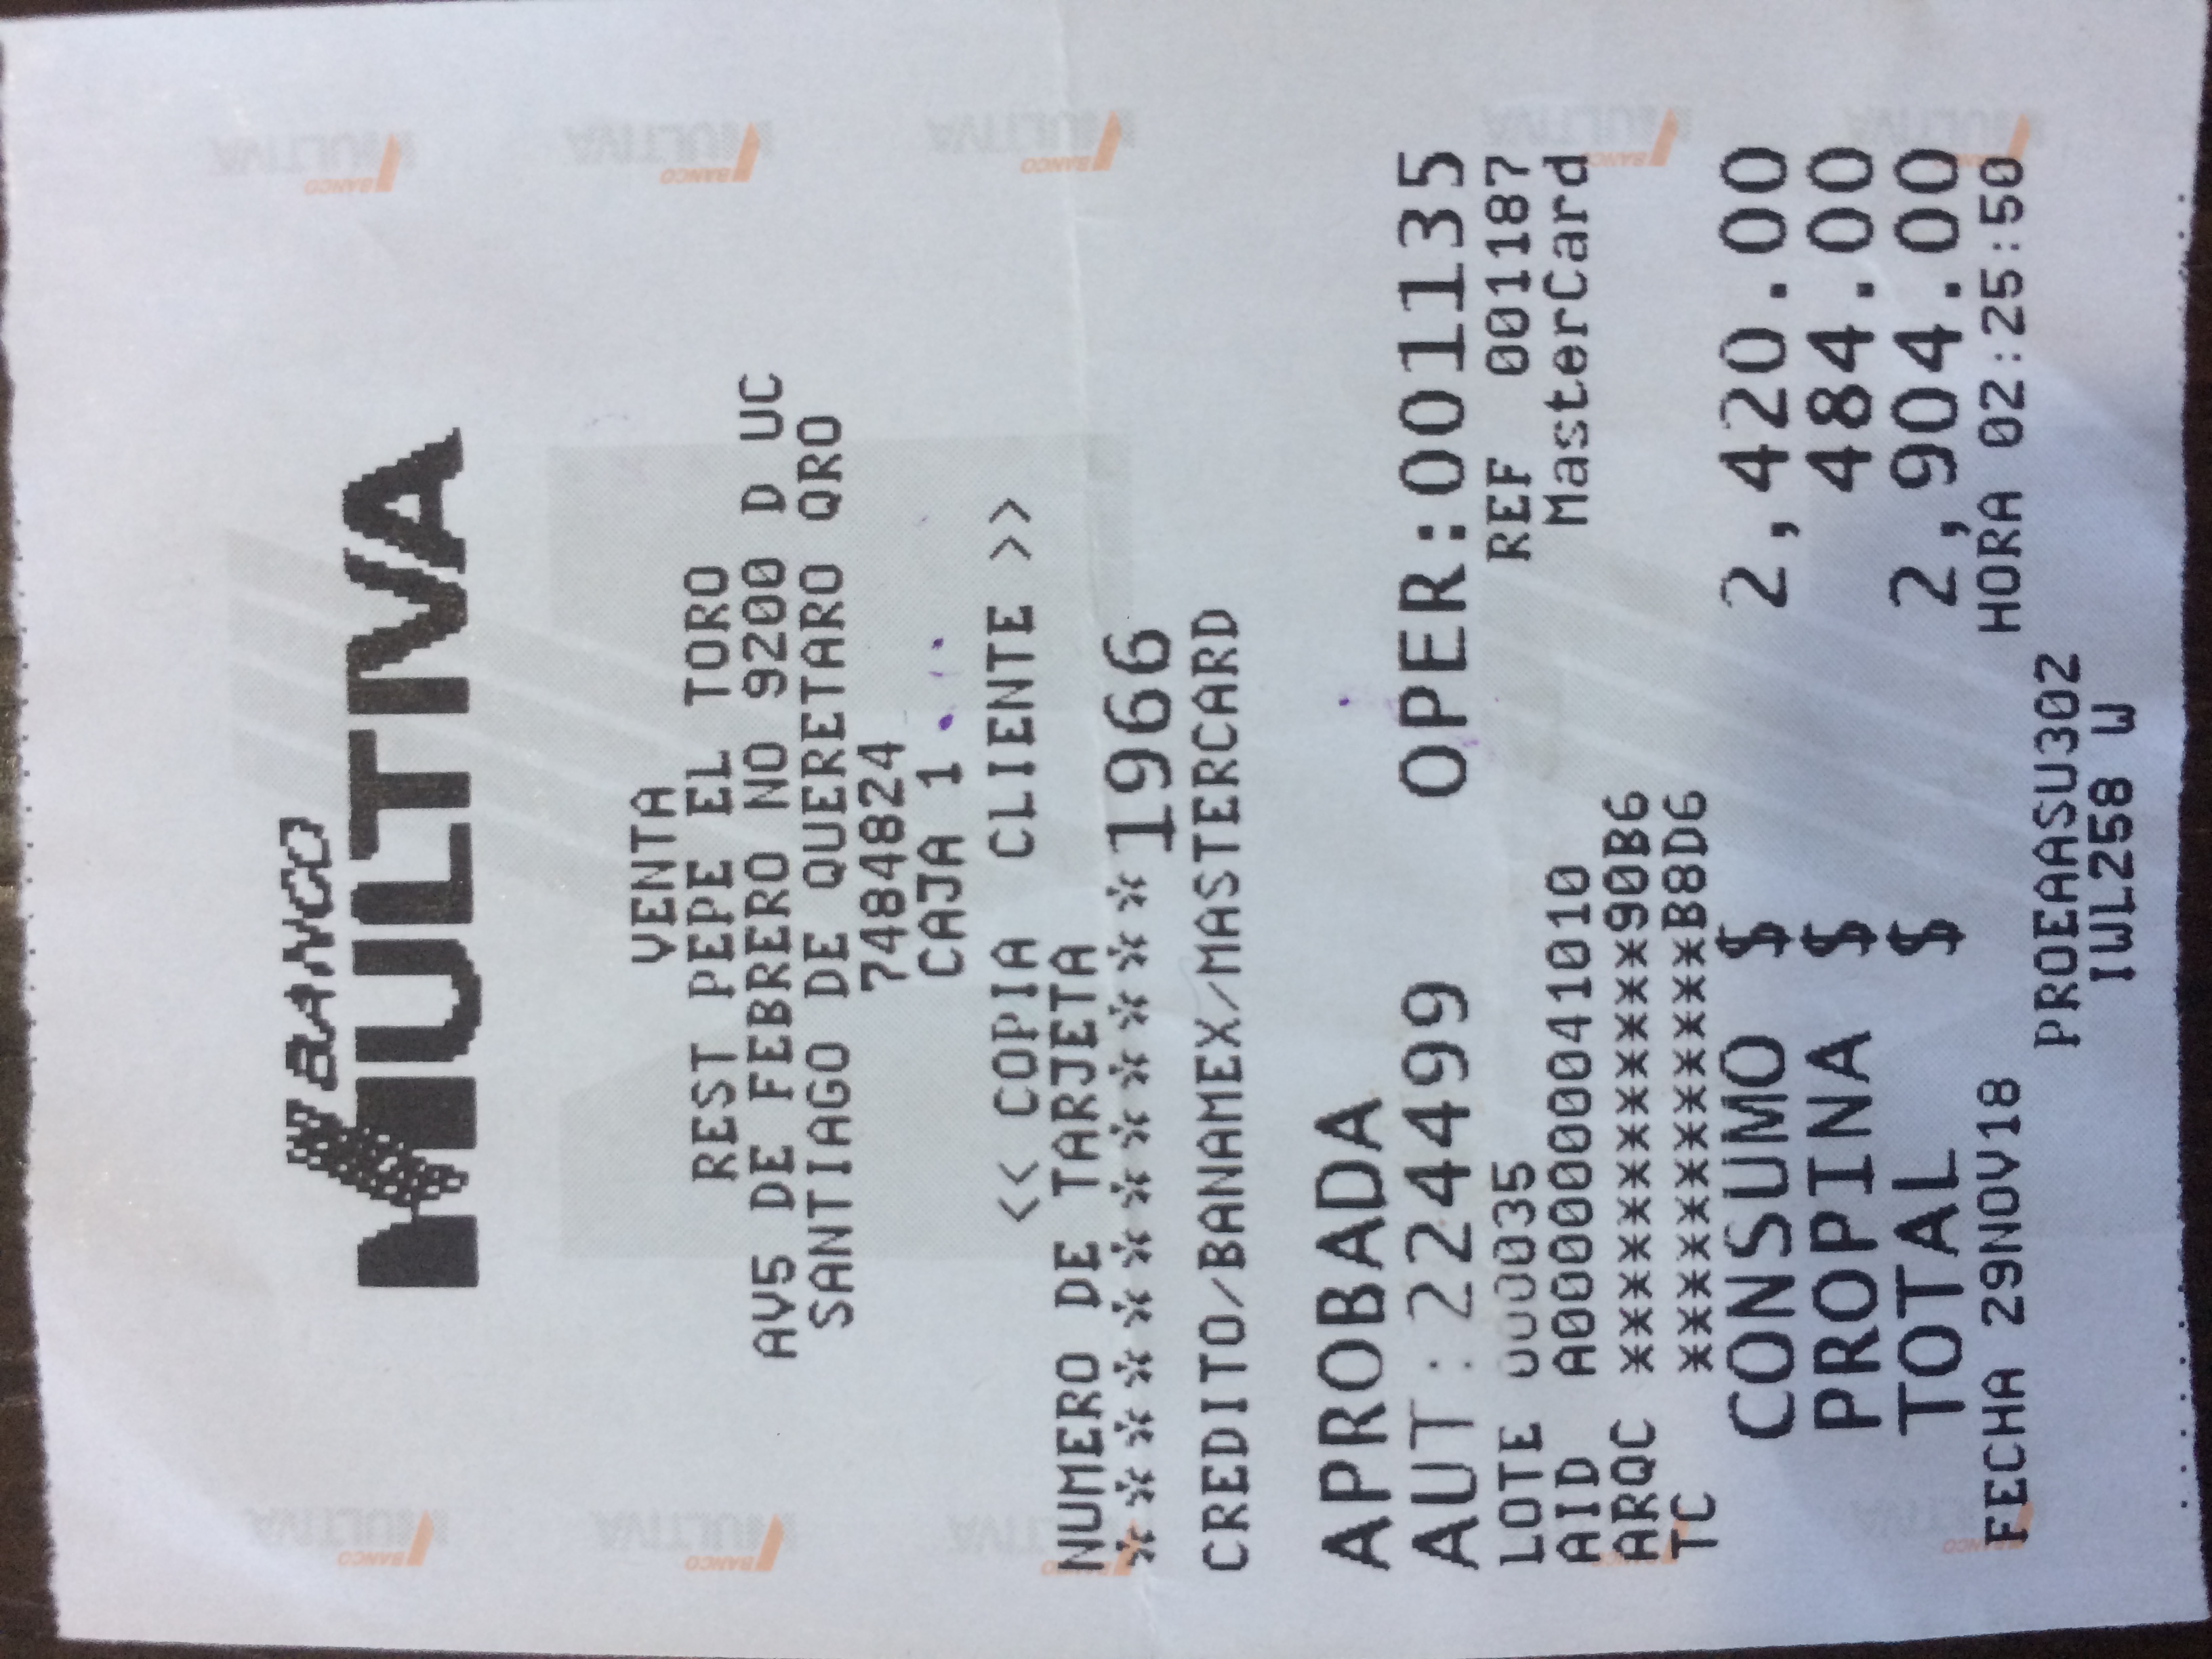 BANCO
MULTIVA
VENTA
REST PEPE EL TORO
AV5 DE FEBRERO NO 9200 D UC
SANTIAGO DE QUERETARO QRO
7484824
CAJA 1
<< COPIA CLIENTE >>
NUMERO DE TARJETA
************1966
CREDITO/BANAMEX/MASTERCARD
APROBADA
AUT:224499 OPER:001135
LOTE 000035 REF 001187
AID A0000000041010 MasterCard
ARQC ************90B6
TC ************B8D6
CONSUMO $ 2,420.00
PROPINA $ 484.00
TOTAL $ 2,904.00
FECHA 29NOV18 HORA 02:25:50
PROEAASU302
IWL258 W